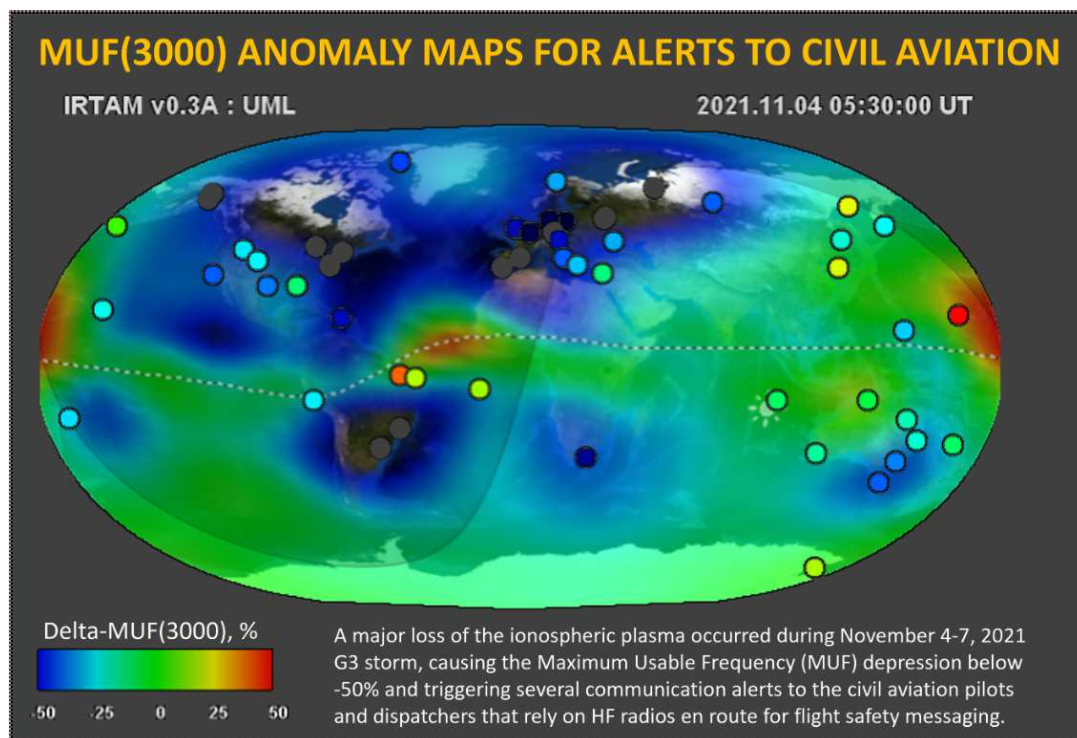 MUF(3000) ANOMALY MAPS FOR ALERTS TO CIVIL AVIATION
IRTAM v0.3A : UML
2021.11.04 05:30:00 UT
Delta-MUF(3000), %
-50 -25 0 25 50
A major loss of the ionospheric plasma occurred during November 4-7, 2021
G3 storm, causing the Maximum Usable Frequency (MUF) depression below
-50% and triggering several communication alerts to the civil aviation pilots
and dispatchers that rely on HF radios en route for flight safety messaging.